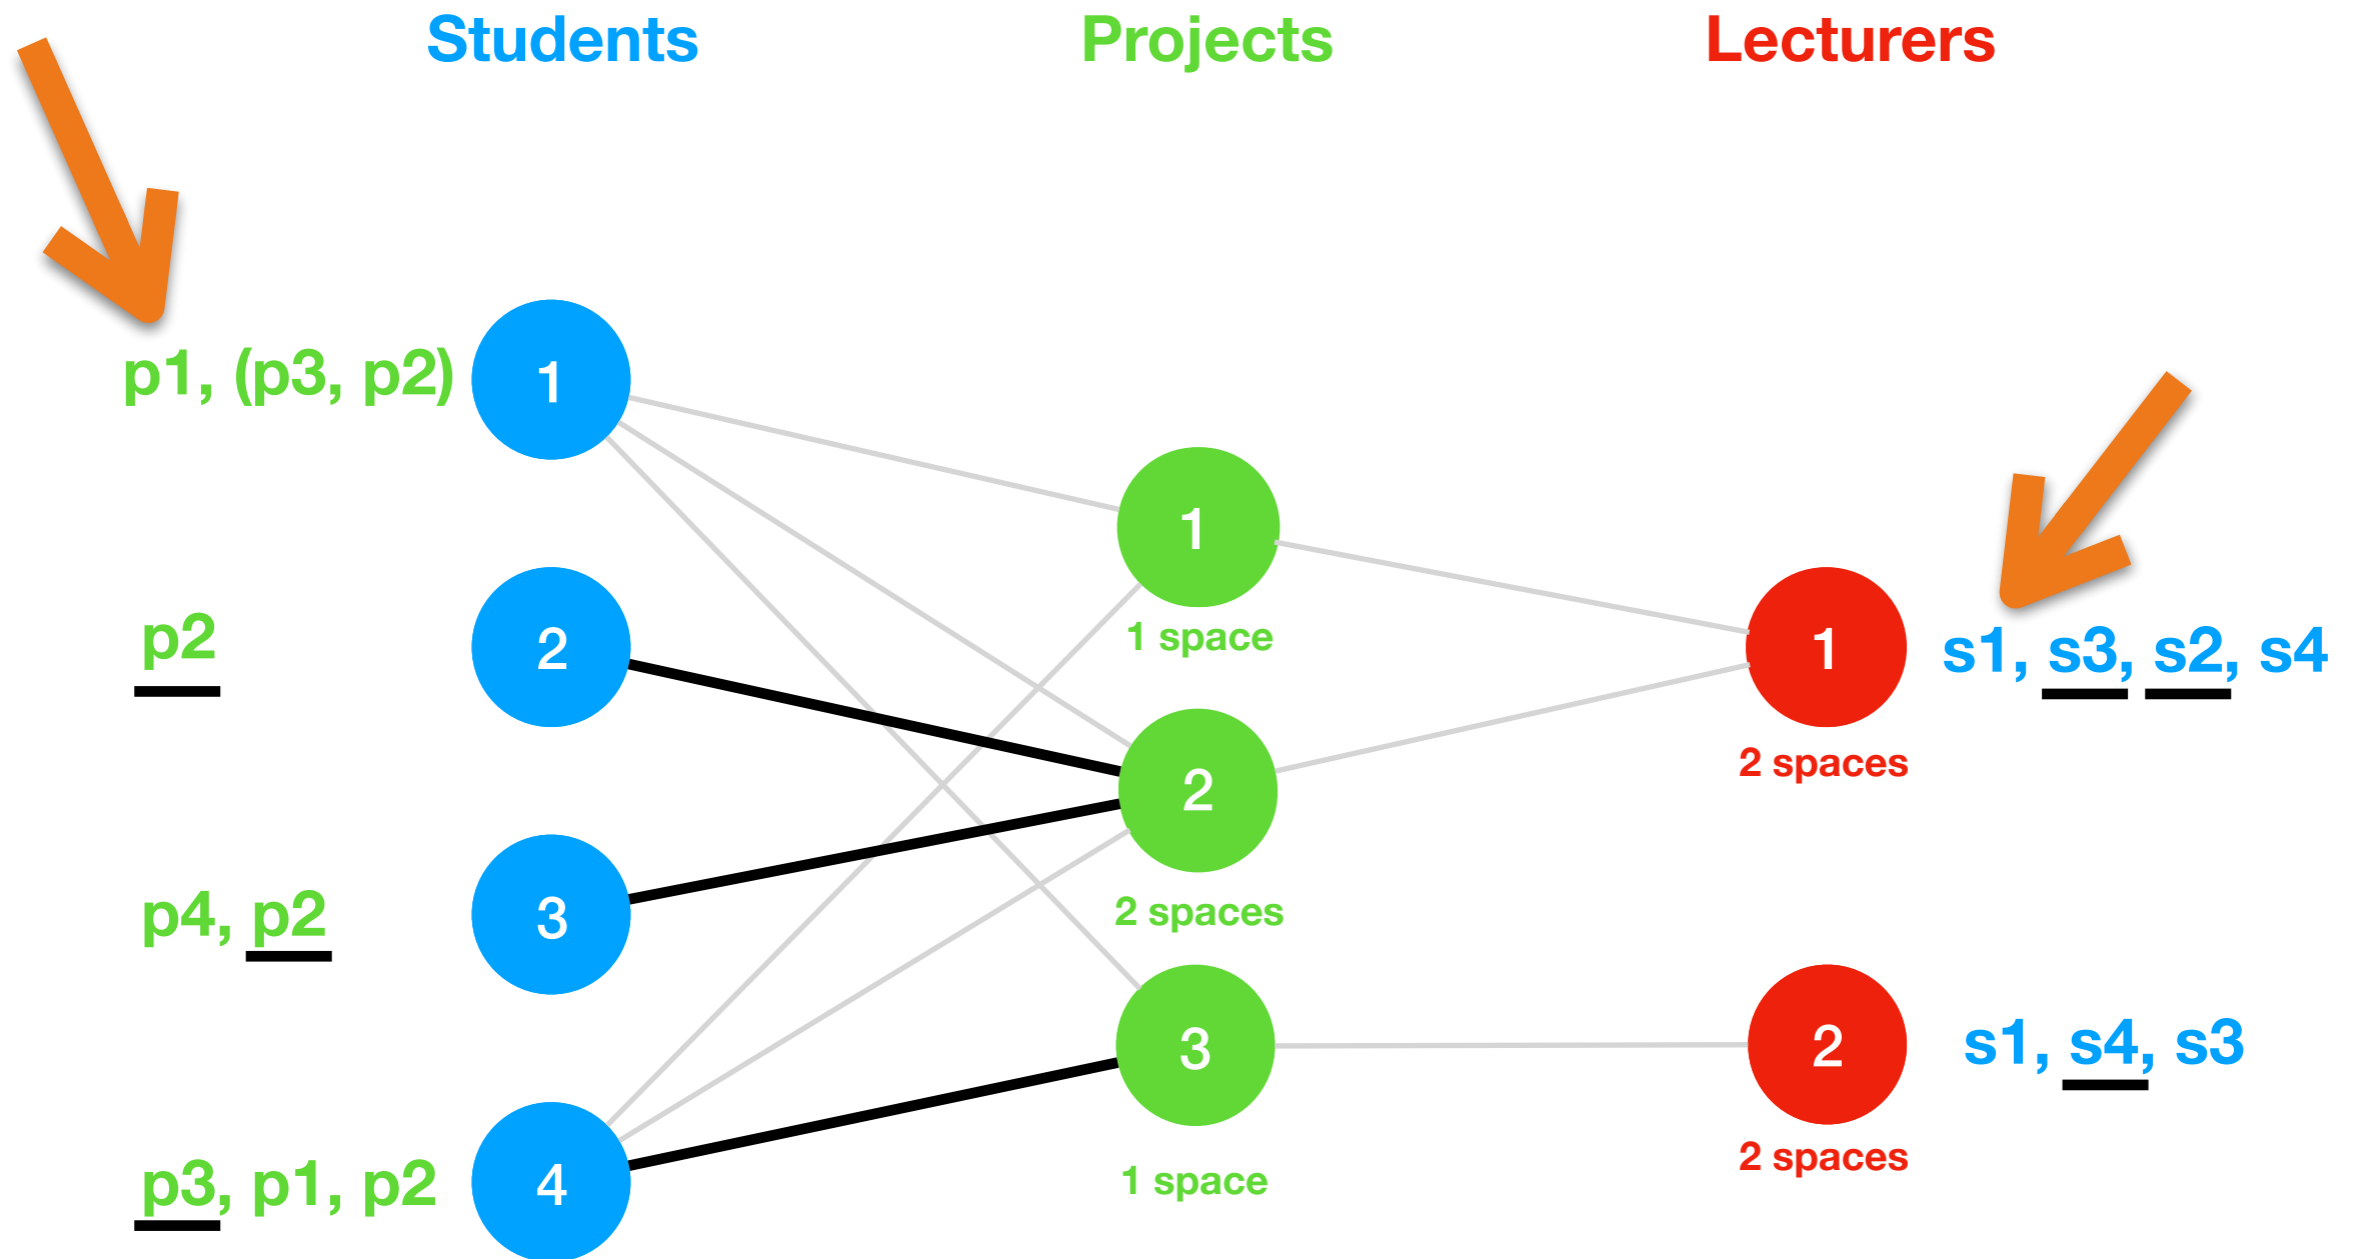 Students Projects Lecturers
p1, (p3, p2) 1
1
1 space
p2 2
1 s1, s3, s2, s4
2 spaces
2
2 spaces
p4, p2 3
3
1 space
2 s1, s4, s3
2 spaces
p3, p1, p2 4